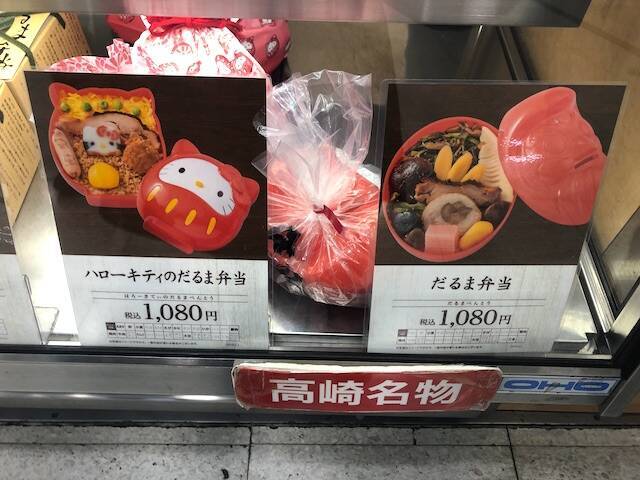 ハローキティのだるま弁当
はろーきてぃのだるまべんとう
税込1,080円
だるま弁当
だるまべんとう
税込1,080円
高崎名物
OHO